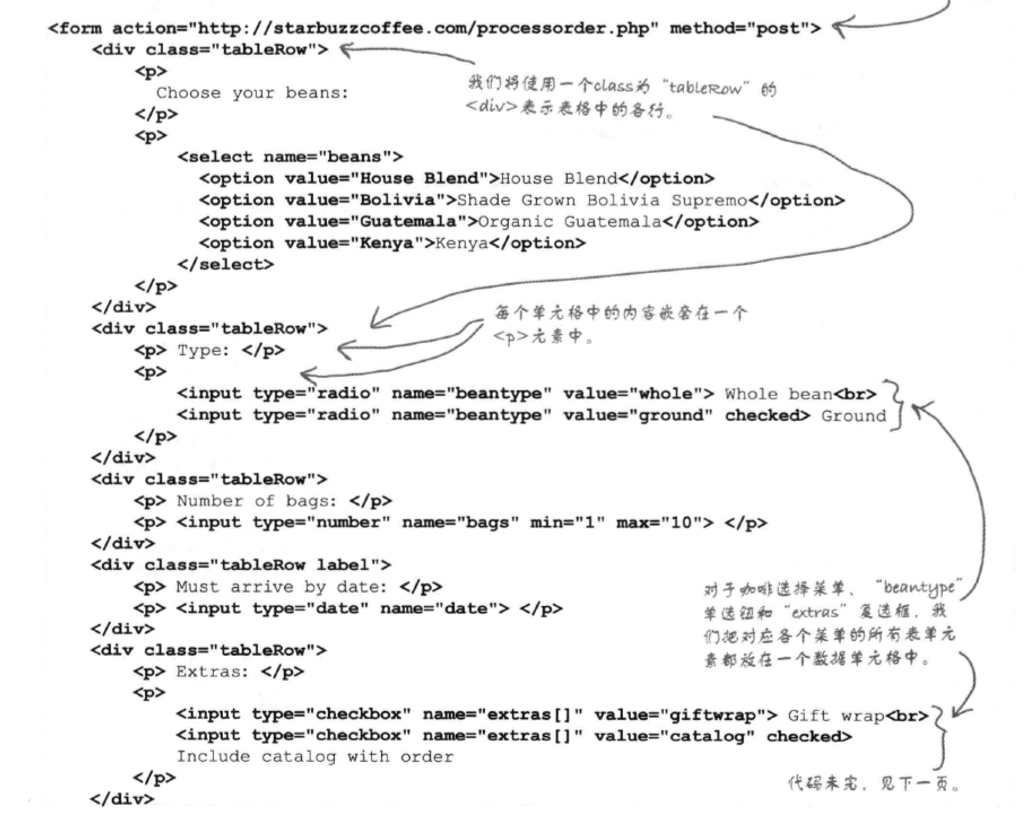 <form action="http://starbuzzcoffee.com/processorder.php" method="post">
<div class="tableRow">
<p>
Choose your beans:
</p>
<p>
<select name="beans">
<option value="House Blend">House Blend</option>
<option value="Bolivia">Shade Grown Bolivia Supremo</option>
<option value="Guatemala">Organic Guatemala</option>
<option value="Kenya">Kenya</option>
</select>
</p>
</div>
我们将使用一个class为“tableRow”的
<div>表示表格中的各行。
<div class="tableRow">
<p> Type: </p>
<p>
<input type="radio" name="beantype" value="whole"> Whole bean<br>
<input type="radio" name="beantype" value="ground" checked> Ground
</p>
</div>
每个单元格中的内容嵌套在一个
<p>元素中。
<div class="tableRow">
<p> Number of bags: </p>
<p> <input type="number" name="bags" min="1" max="10"> </p>
</div>
<div class="tableRow label">
<p> Must arrive by date: </p>
<p> <input type="date" name="date"> </p>
</div>
<div class="tableRow">
<p> Extras: </p>
<p>
<input type="checkbox" name="extras[]" value="giftwrap"> Gift wrap<br>
<input type="checkbox" name="extras[]" value="catalog" checked>
Include catalog with order
</p>
</div>
对于咖啡选择菜单、“beantype”
单选钮和“extras”复选框，我
们把对应各个菜单的所有表单元
素都放在一个数据单元格中。
代码未完，见下一页。